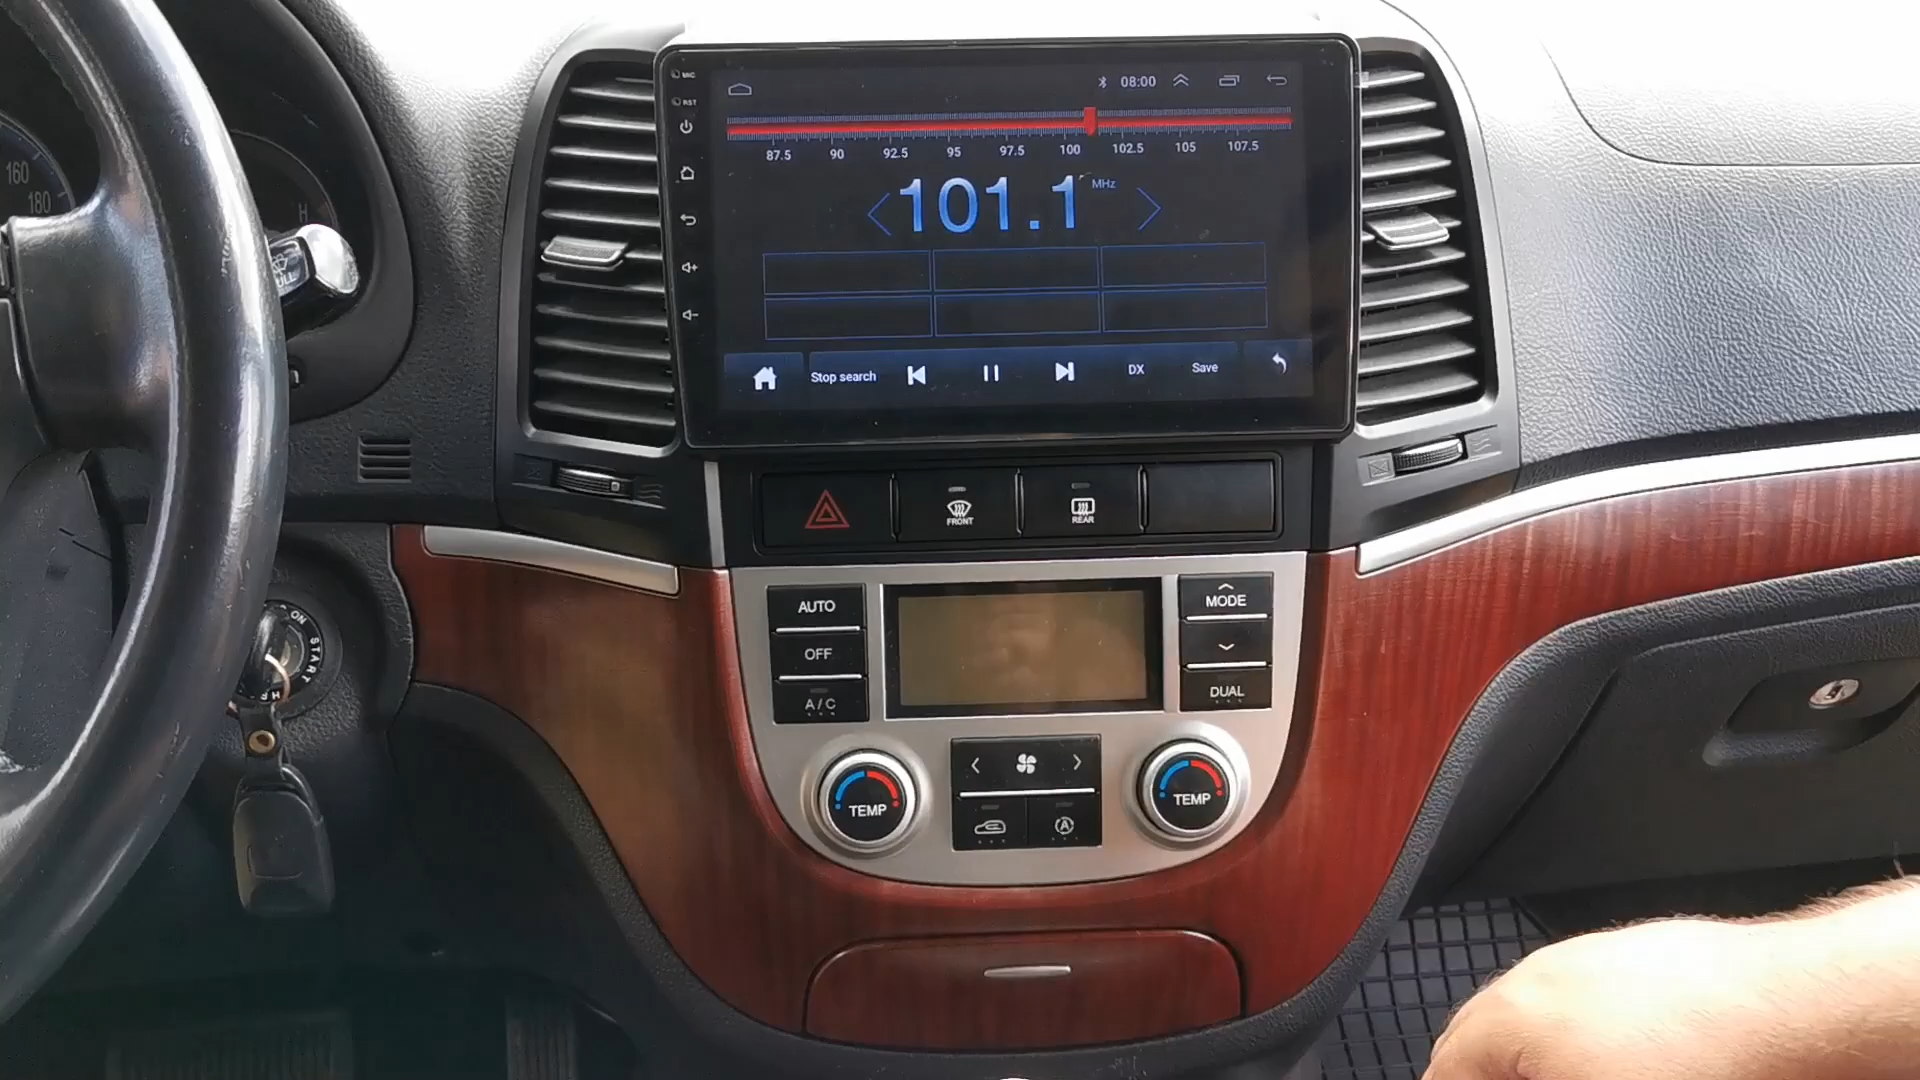 160
180
H
PULL
MIC
RST
08:00
87.5 90 92.5 95 97.5 100 102.5 105 107.5
101.1 MHz
Stop search DX Save
FRONT REAR
AUTO
OFF
A/C
MODE
DUAL
TEMP
TEMP
A
ON
START